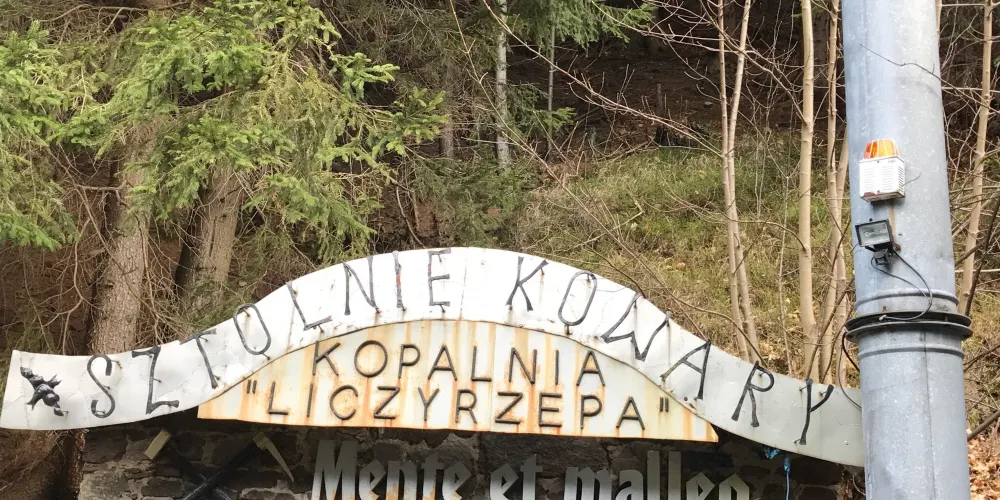 SZTOLNIE KOWARY
KOPALNIA
"LICZYRZEPA"
Mente et malleo